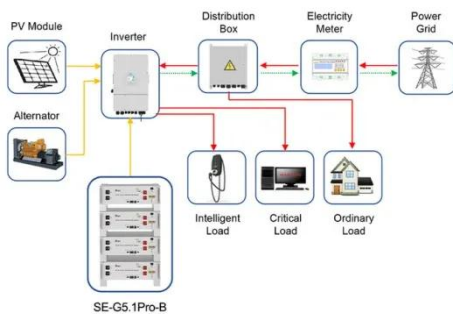 PV Module
Inverter
Distribution
Box
Electricity
Meter
Power
Grid
Alternator
Intelligent
Load
Critical
Load
Ordinary
Load
SE-G5.1Pro-B